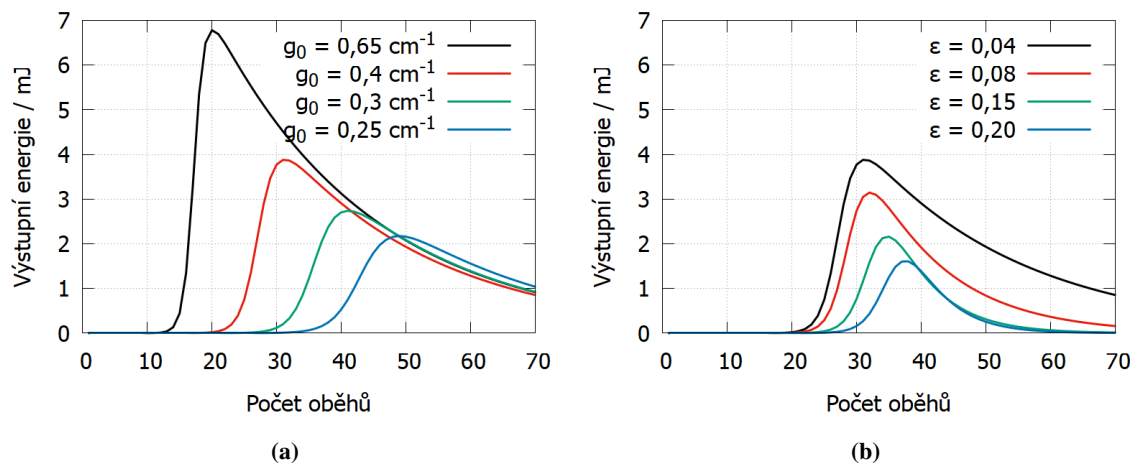 7
6
5
4
3
2
1
0
Výstupní energie / mJ
g0 = 0,65 cm-1
g0 = 0,4 cm-1
g0 = 0,3 cm-1
g0 = 0,25 cm-1
0 10 20 30 40 50 60 70
Počet oběhů
(a)
7
6
5
4
3
2
1
0
Výstupní energie / mJ
ε = 0,04
ε = 0,08
ε = 0,15
ε = 0,20
0 10 20 30 40 50 60 70
Počet oběhů
(b)